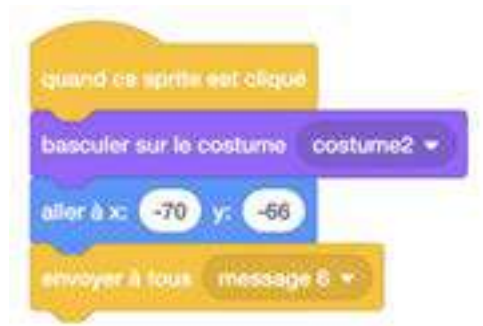 quand ce sprite est cliqué
basculer sur le costume costume2
aller à x: -70 y: -66
envoyer à tous message 6